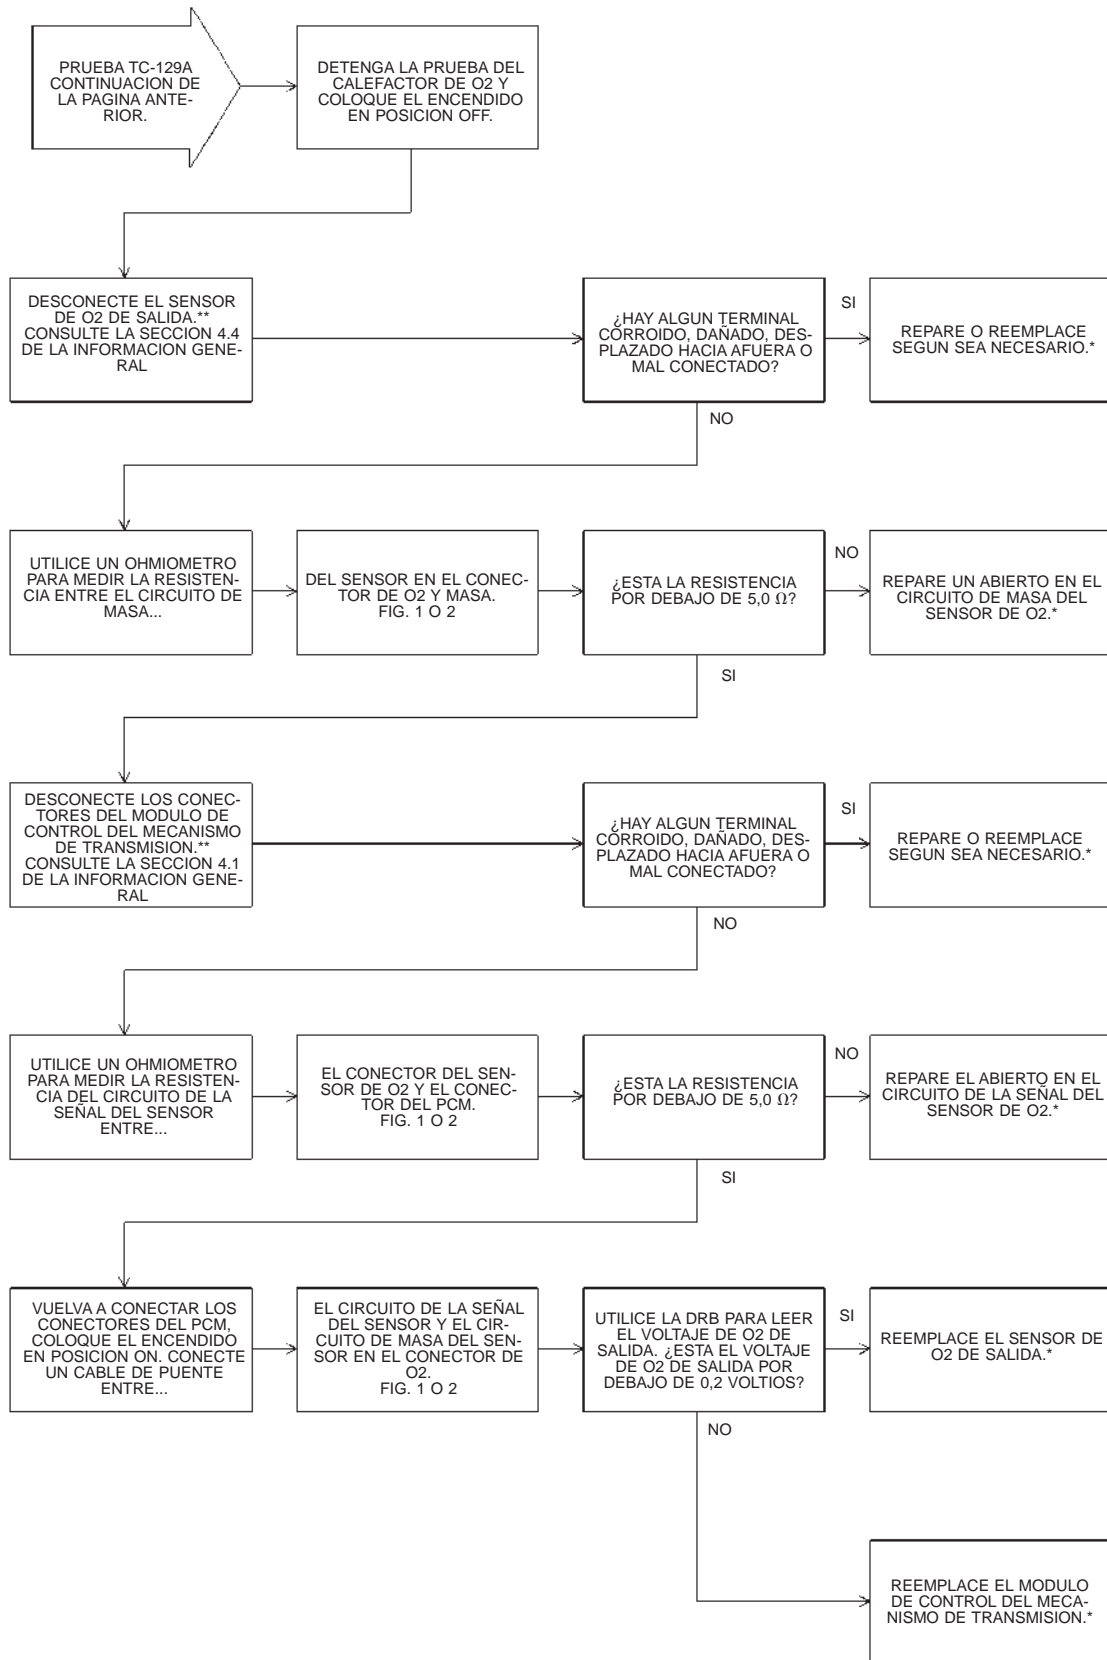 PRUEBA TC-129A
CONTINUACION DE
LA PAGINA ANTE-
RIOR.
DETENGA LA PRUEBA DEL
CALEFACTOR DE O2 Y
COLOQUE EL ENCENDIDO
EN POSICION OFF.
DESCONECTE EL SENSOR
DE O2 DE SALIDA.**
CONSULTE LA SECCION 4.4
DE LA INFORMACION GENE-
RAL
¿HAY ALGUN TERMINAL
CORROIDO, DAÑADO, DES-
PLAZADO HACIA AFUERA O
MAL CONECTADO?
SI
REPARE O REEMPLACE
SEGUN SEA NECESARIO.*
NO
UTILICE UN OHMIOMETRO
PARA MEDIR LA RESISTEN-
CIA ENTRE EL CIRCUITO DE
MASA...
DEL SENSOR EN EL CONEC-
TOR DE O2 Y MASA.
FIG. 1 O 2
¿ESTA LA RESISTENCIA
POR DEBAJO DE 5,0 Ω?
NO
REPARE UN ABIERTO EN EL
CIRCUITO DE MASA DEL
SENSOR DE O2.*
SI
DESCONECTE LOS CONEC-
TORES DEL MODULO DE
CONTROL DEL MECANISMO
DE TRANSMISION.**
CONSULTE LA SECCION 4.1
DE LA INFORMACION GENE-
RAL
¿HAY ALGUN TERMINAL
CORROIDO, DAÑADO, DES-
PLAZADO HACIA AFUERA O
MAL CONECTADO?
SI
REPARE O REEMPLACE
SEGUN SEA NECESARIO.*
NO
UTILICE UN OHMIOMETRO
PARA MEDIR LA RESISTEN-
CIA DEL CIRCUITO DE LA
SEÑAL DEL SENSOR
ENTRE...
EL CONECTOR DEL SEN-
SOR DE O2 Y EL CONEC-
TOR DEL PCM.
FIG. 1 O 2
¿ESTA LA RESISTENCIA
POR DEBAJO DE 5,0 Ω?
NO
REPARE EL ABIERTO EN EL
CIRCUITO DE LA SEÑAL DEL
SENSOR DE O2.*
SI
VUELVA A CONECTAR LOS
CONECTORES DEL PCM,
COLOQUE EL ENCENDIDO
EN POSICION ON. CONECTE
UN CABLE DE PUENTE
ENTRE...
EL CIRCUITO DE LA SEÑAL
DEL SENSOR Y EL CIR-
CUITO DE MASA DEL SEN-
SOR EN EL CONECTOR DE
O2.
FIG. 1 O 2
UTILICE LA DRB PARA LEER
EL VOLTAJE DE O2 DE
SALIDA. ¿ESTA EL VOLTAJE
DE O2 DE SALIDA POR
DEBAJO DE 0,2 VOLTIOS?
SI
REEMPLACE EL SENSOR DE
O2 DE SALIDA.*
NO
REEMPLACE EL MODULO
DE CONTROL DEL MECA-
NISMO DE TRANSMISION.*